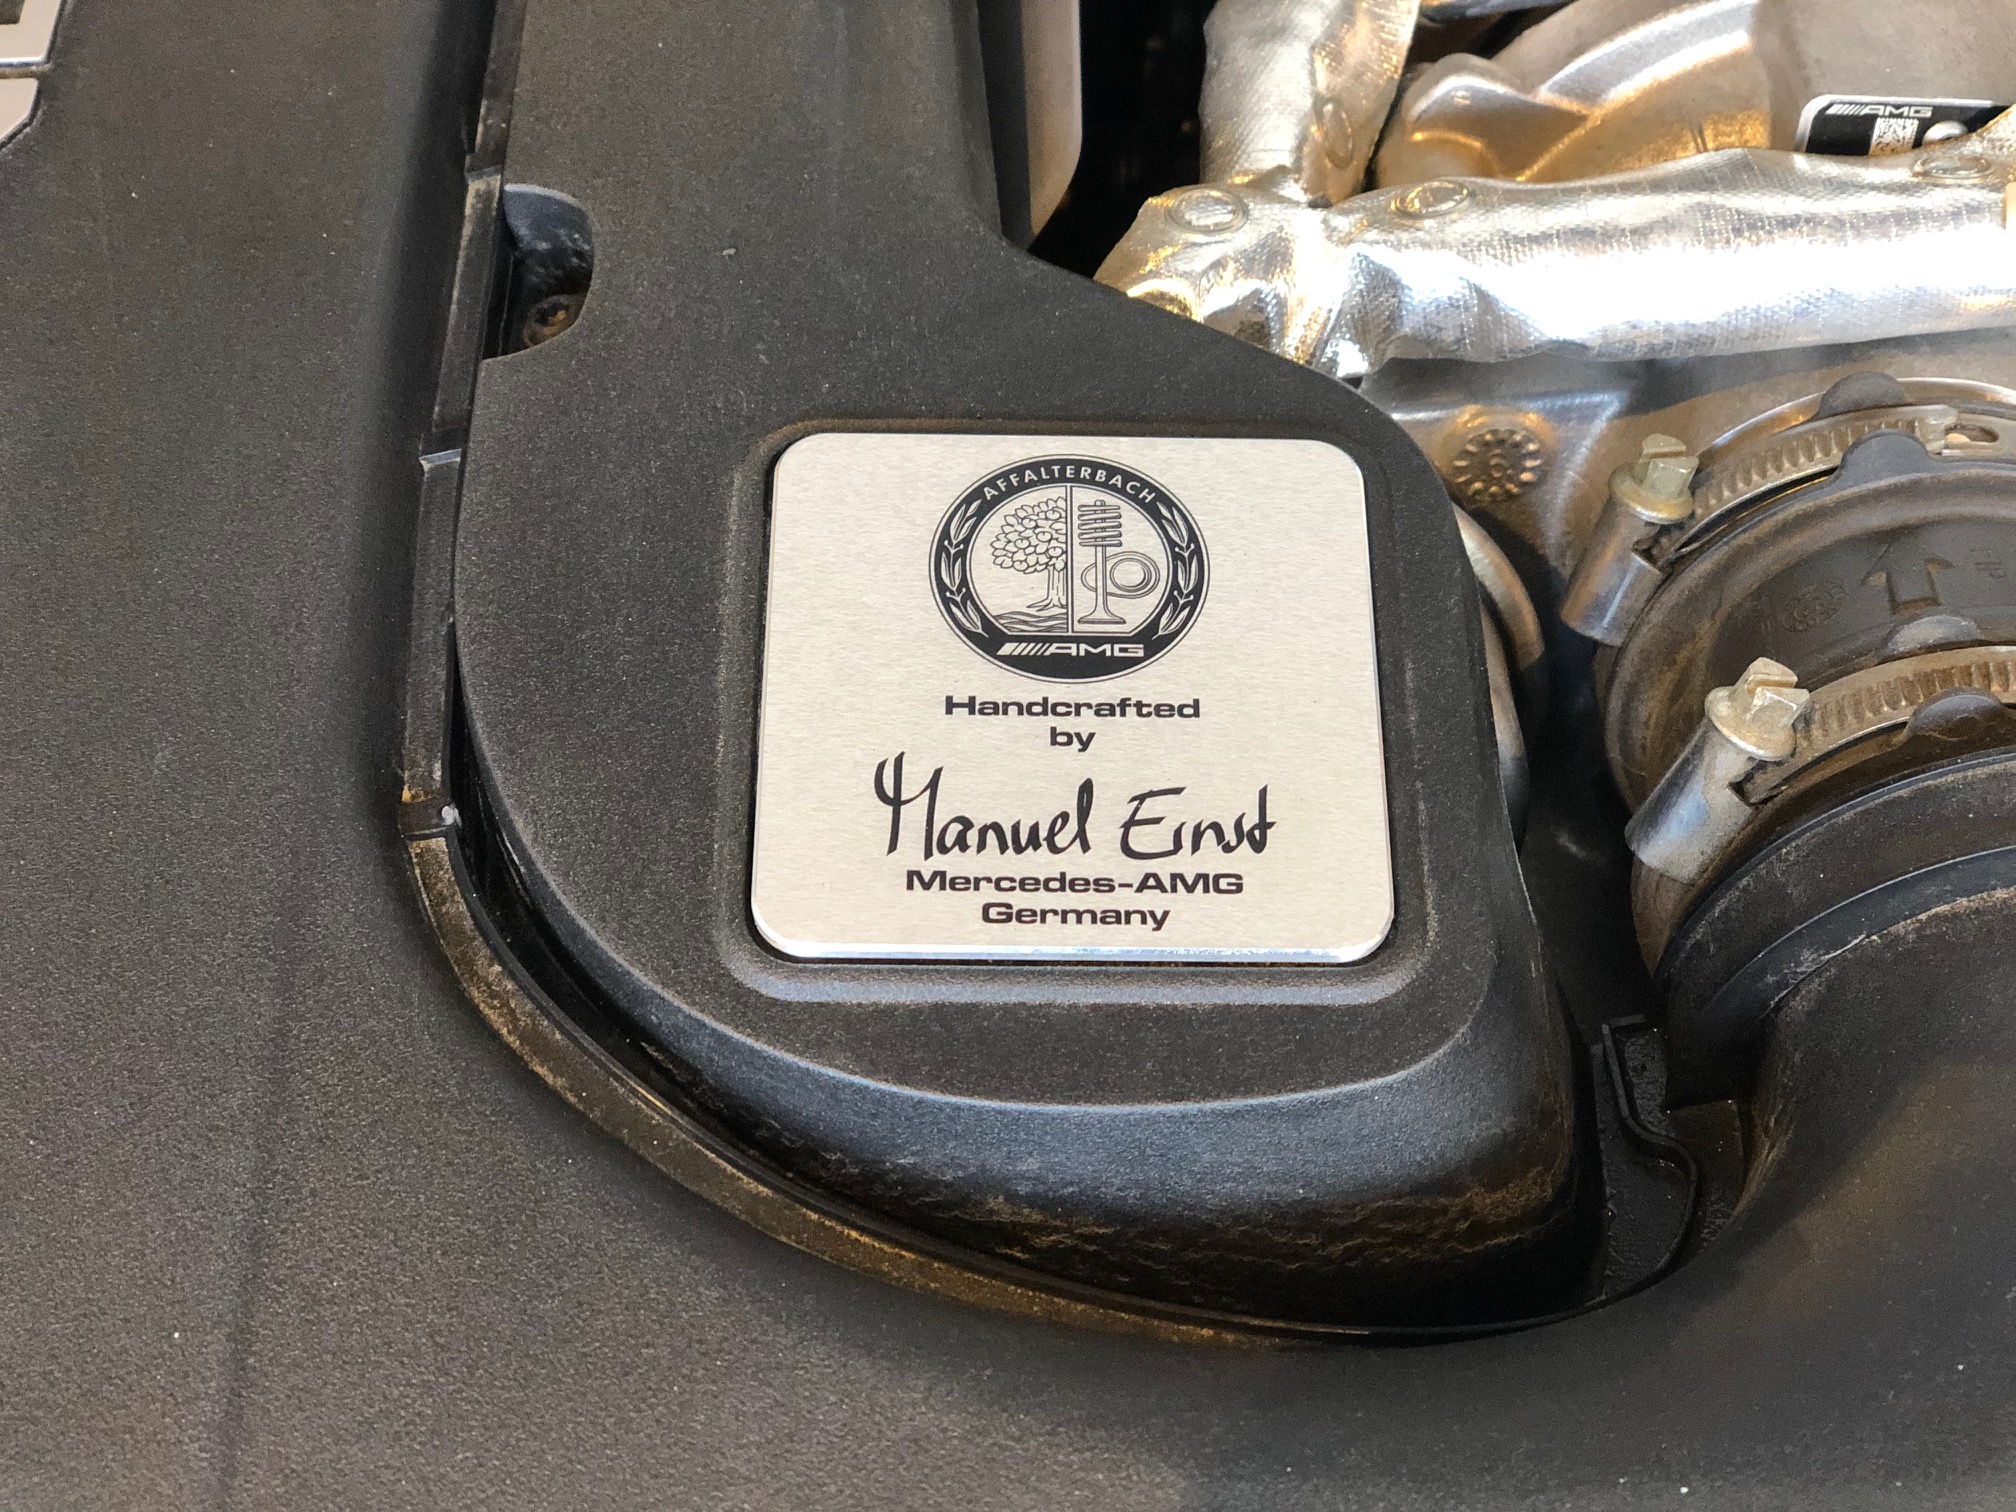 AMG
AFFALTERBACH
AMG
Handcrafted
by
Manuel Ernst
Mercedes-AMG
Germany